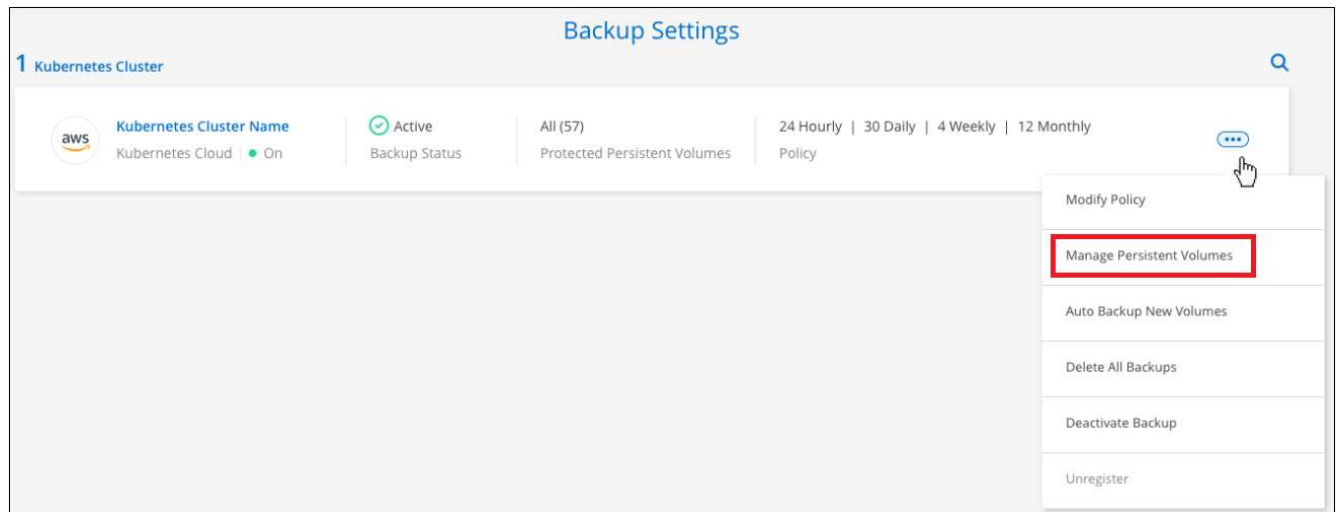 Backup Settings
1 Kubernetes Cluster
aws
Kubernetes Cluster Name
Kubernetes Cloud | On
Active
Backup Status
All (57)
Protected Persistent Volumes
24 Hourly | 30 Daily | 4 Weekly | 12 Monthly
Policy
Modify Policy
Manage Persistent Volumes
Auto Backup New Volumes
Delete All Backups
Deactivate Backup
Unregister